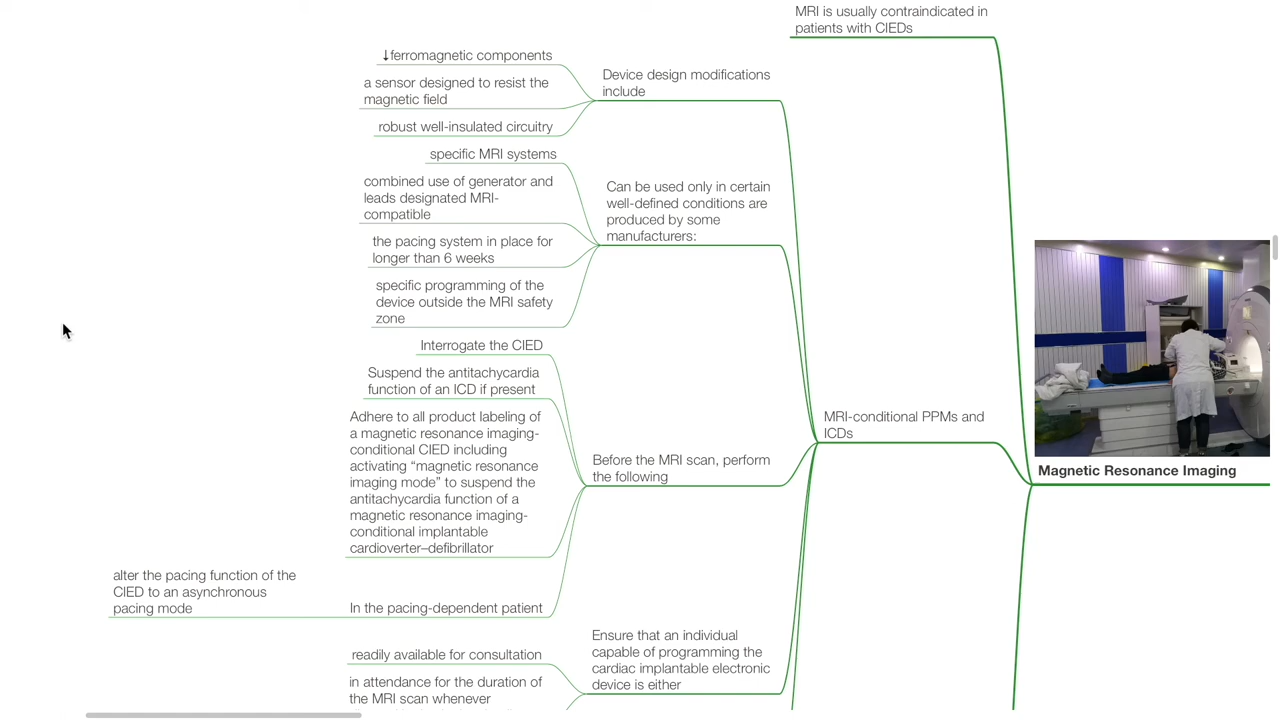 MRI is usually contraindicated in
patients with CIEDs
Device design modifications
include
↓ferromagnetic components
a sensor designed to resist the
magnetic field
robust well-insulated circuitry
Can be used only in certain
well-defined conditions are
produced by some
manufacturers:
specific MRI systems
combined use of generator and
leads designated MRI-
compatible
the pacing system in place for
longer than 6 weeks
specific programming of the
device outside the MRI safety
zone
Magnetic Resonance Imaging
MRI-conditional PPMs and
ICDs
Before the MRI scan, perform
the following
Interrogate the CIED
Suspend the antitachycardia
function of an ICD if present
Adhere to all product labeling of
a magnetic resonance imaging-
conditional CIED including
activating “magnetic resonance
imaging mode” to suspend the
antitachycardia function of a
magnetic resonance imaging-
conditional implantable
cardioverter–defibrillator
In the pacing-dependent patient
alter the pacing function of the
CIED to an asynchronous
pacing mode
Ensure that an individual
capable of programming the
cardiac implantable electronic
device is either
readily available for consultation
in attendance for the duration of
the MRI scan whenever